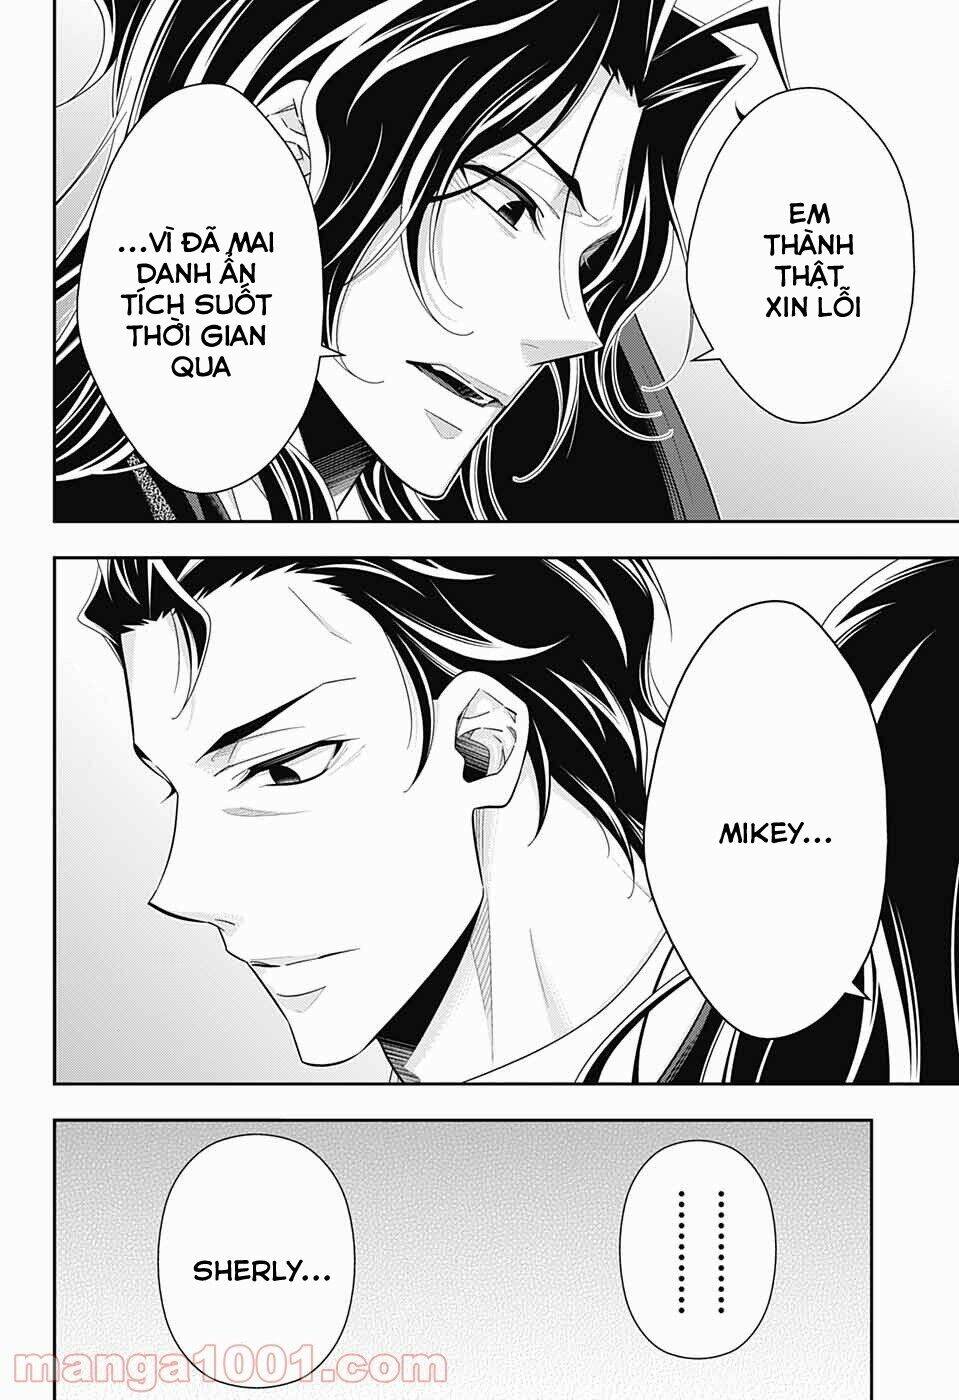 EM
THÀNH
THẬT
XIN LỖI
...VÌ ĐÃ MAI
DANH ẨN
TÍCH SUỐT
THỜI GIAN
QUA
MIKEY...
SHERLY...
manga1001.com